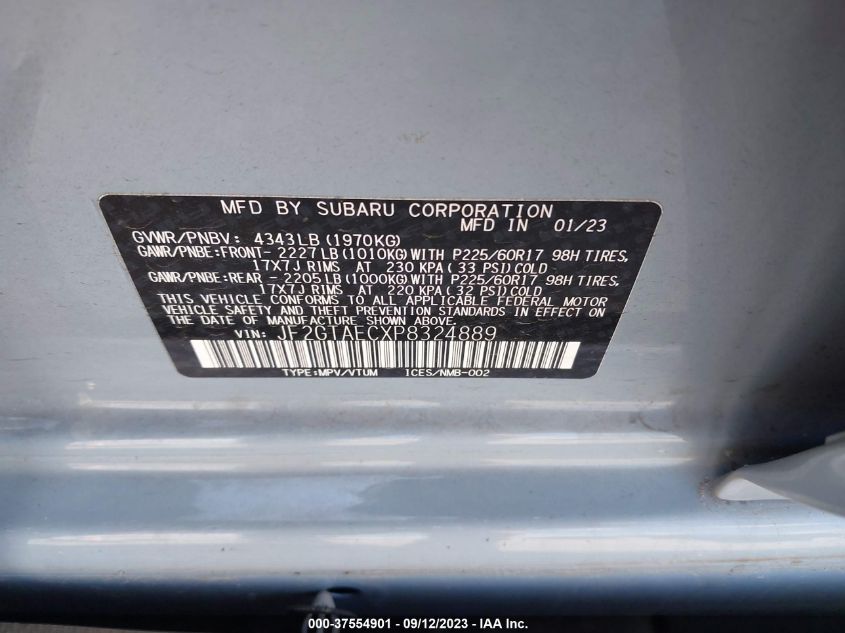 MFD BY SUBARU CORPORATION
MFD IN 01/23
GVWR/PNBV: 4343LB(1970KG)
GAWR/PNBE:FRONT- 2227LB(1010KG)WITH P225/60R17 98H TIRES,
17X7J RIMS AT 230 KPA(33 PSI)COLD
GAWR/PNBE:REAR - 2205LB(1000KG)WITH P225/60R17 98H TIRES,
17X7J RIMS AT 220 KPA(32 PSI)COLD
THIS VEHICLE CONFORMS TO ALL APPLICABLE FEDERAL MOTOR
VEHICLE SAFETY AND THEFT PREVENTION STANDARDS IN EFFECT ON
THE DATE OF MANUFACTURE SHOWN ABOVE.
VIN: JF2GTAECXP8324889
TYPE:MPV/VTUM ICES/NMB-002
000-37554901 - 09/12/2023 - IAA Inc.